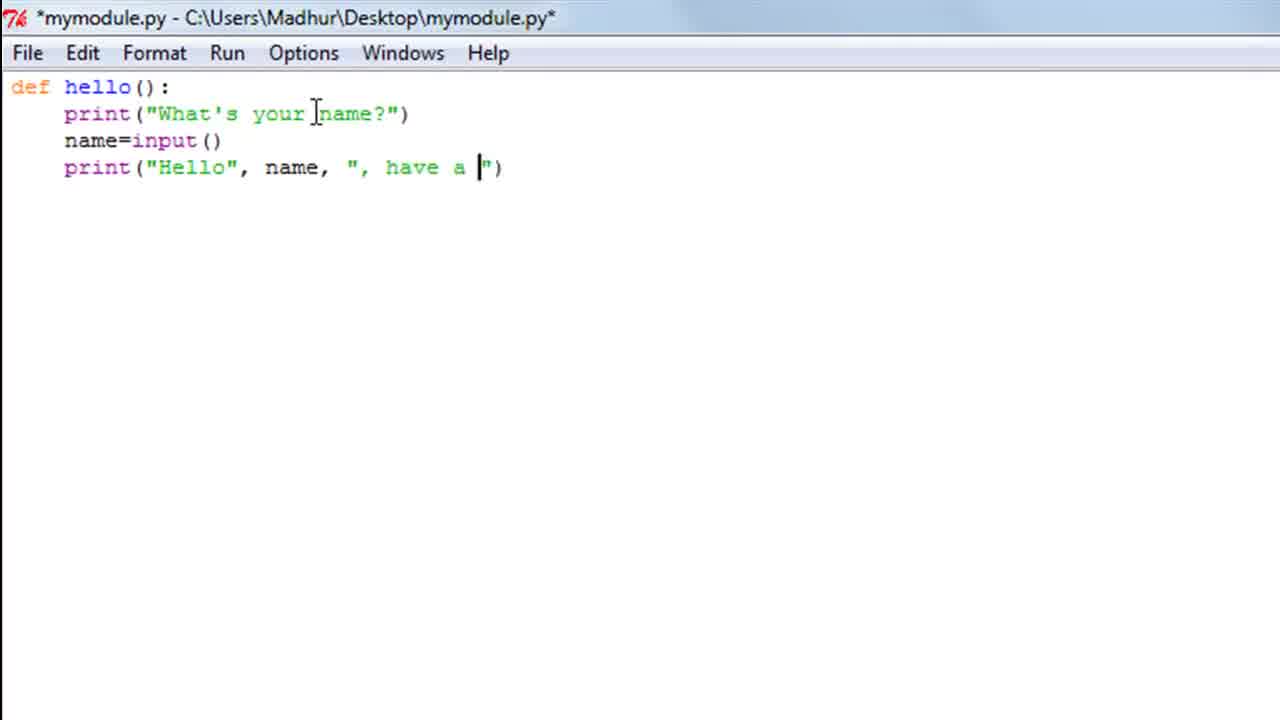 *mymodule.py - C:\Users\Madhur\Desktop\mymodule.py*
File Edit Format Run Options Windows Help
def hello():
    print("What's your name?")
    name=input()
    print("Hello", name, ", have a ")